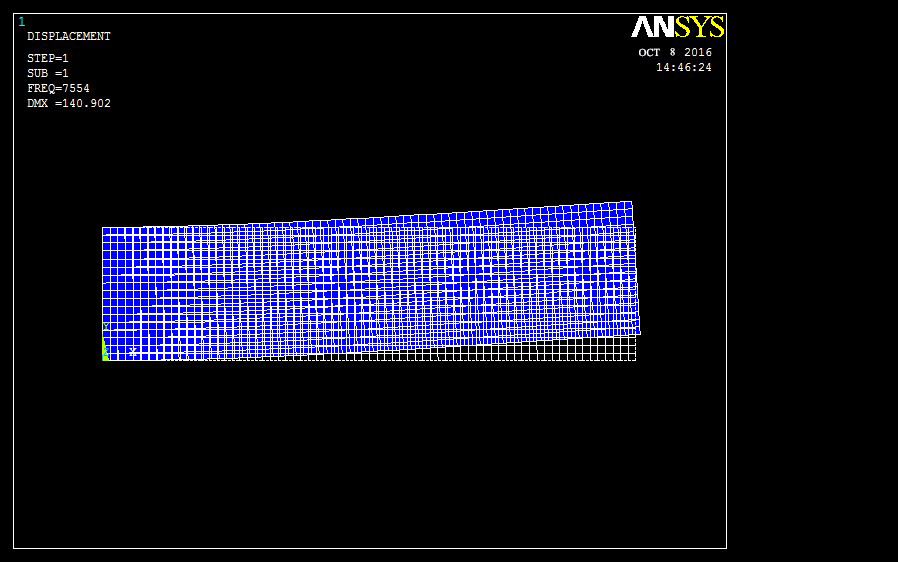 1
DISPLACEMENT
STEP=1
SUB =1
FREQ=7554
DMX =140.902
ANSYS
OCT 8 2016
14:46:24
Y
X